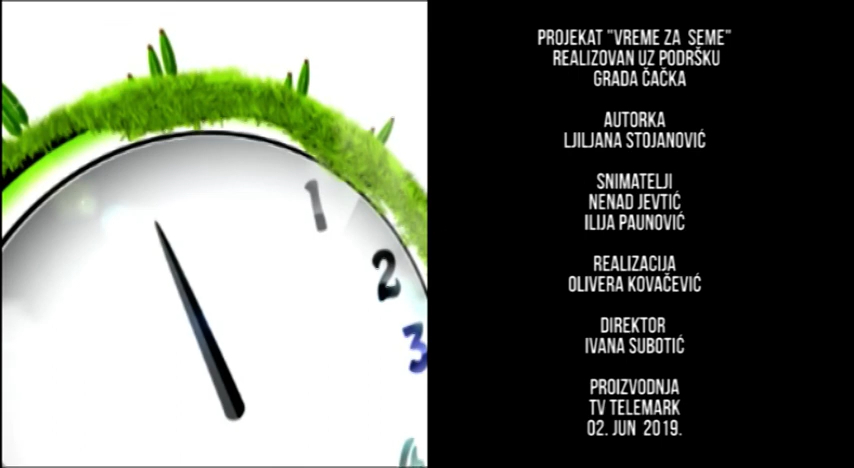 1
2
3
4
PROJEKAT "VREME ZA SEME"
REALIZOVAN UZ PODRŠKU
GRADA ČAČKA
AUTORKA
LJILJANA STOJANOVIĆ
SNIMATELJI
NENAD JEVTIĆ
ILIJA PAUNOVIĆ
REALIZACIJA
OLIVERA KOVAČEVIĆ
DIREKTOR
IVANA SUBOTIĆ
PROIZVODNJA
TV TELEMARK
02. JUN 2019.